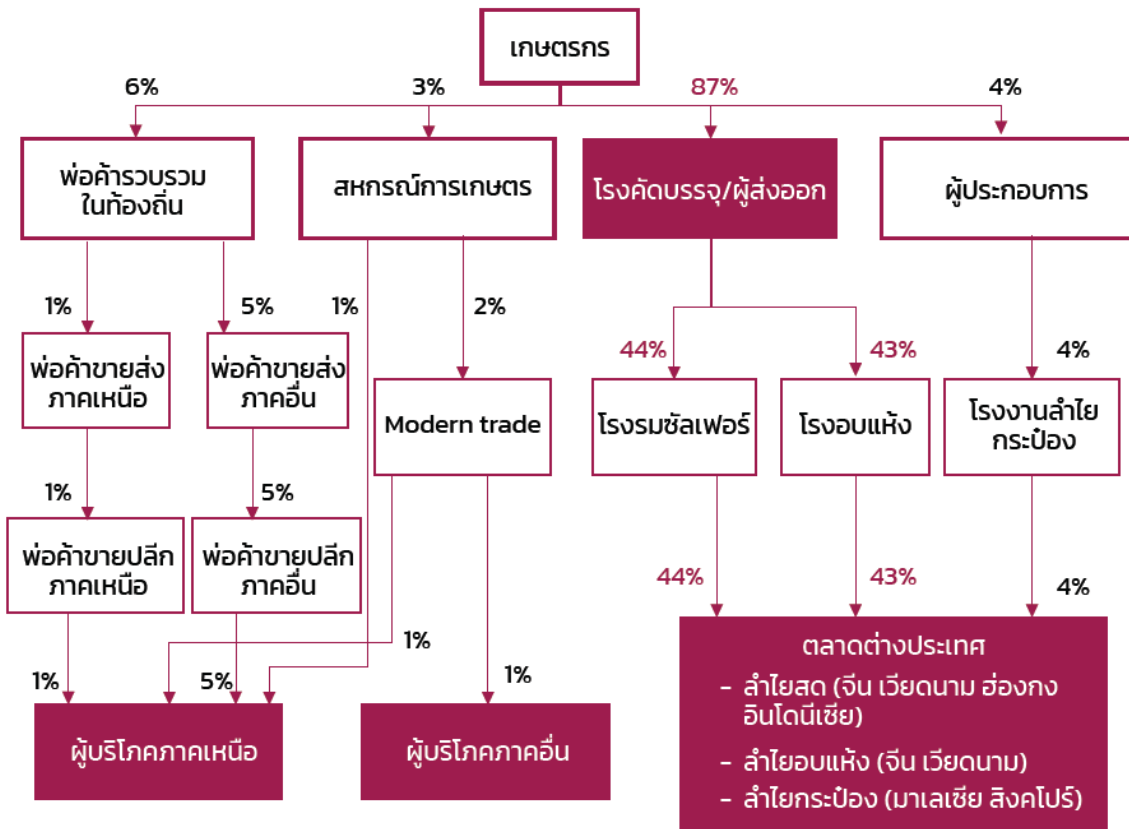 เกษตรกร
6%
3%
87%
4%
พ่อค้ารวบรวม
ในท้องถิ่น
สหกรณ์การเกษตร
โรงคัดบรรจุ/ผู้ส่งออก
ผู้ประกอบการ
1%
5%
1%
2%
44%
43%
4%
พ่อค้าขายส่ง
ภาคเหนือ
พ่อค้าขายส่ง
ภาคอื่น
Modern trade
โรงรมซัลเฟอร์
โรงอบแห้ง
โรงงานลำไย
กระป๋อง
1%
5%
พ่อค้าขายปลีก
ภาคเหนือ
พ่อค้าขายปลีก
ภาคอื่น
44%
43%
4%
1%
5%
1%
1%
ผู้บริโภคภาคเหนือ
ผู้บริโภคภาคอื่น
ตลาดต่างประเทศ
- ลำไยสด (จีน เวียดนาม ฮ่องกง
อินโดนีเซีย)
- ลำไยอบแห้ง (จีน เวียดนาม)
- ลำไยกระป๋อง (มาเลเซีย สิงคโปร์)